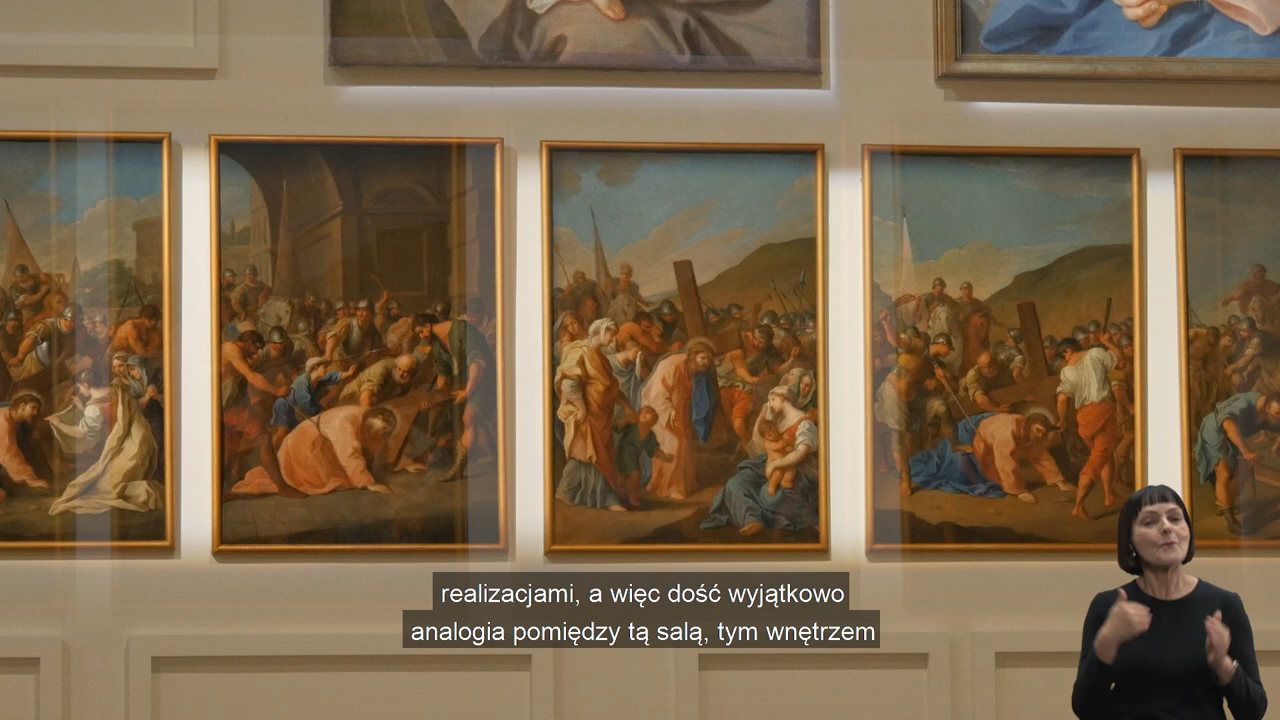 realizacjami, a więc dość wyjątkowo
analogia pomiędzy tą salą, tym wnętrzem